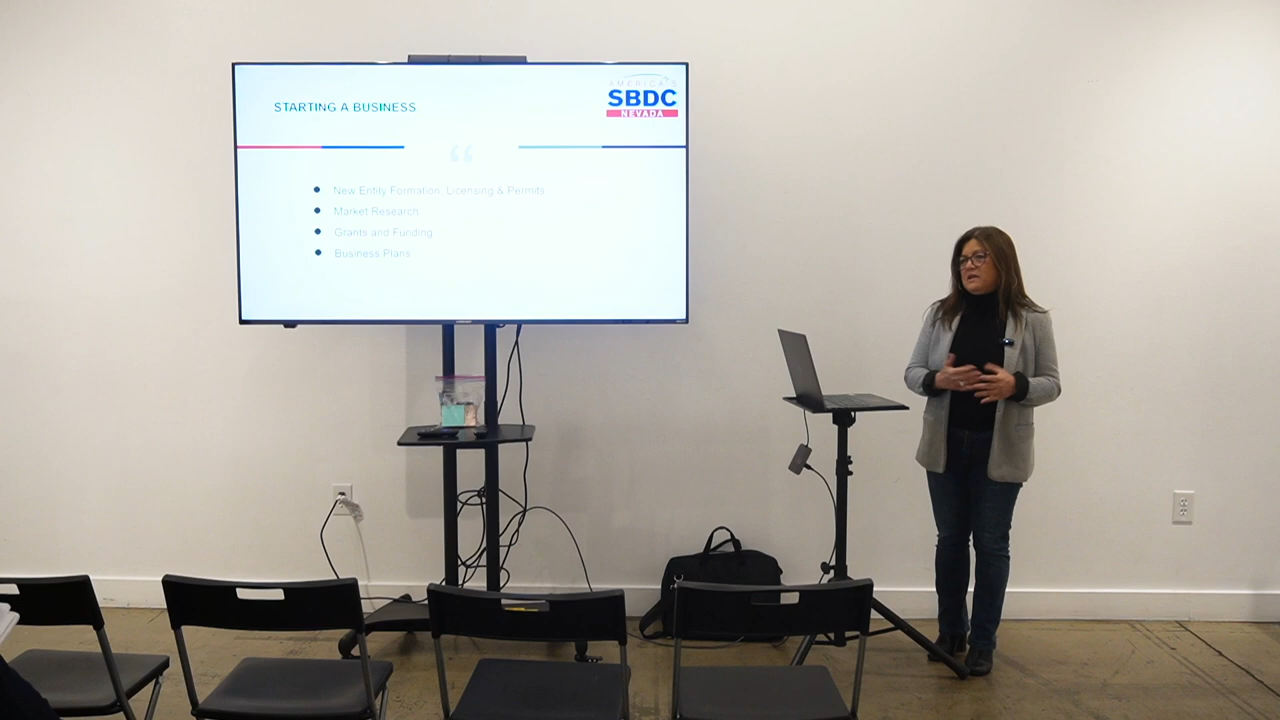 AMERICA'S
SBDC
NEVADA
STARTING A BUSINESS
“
New Entity Formation, Licensing & Permits
Market Research
Grants and Funding
Business Plans